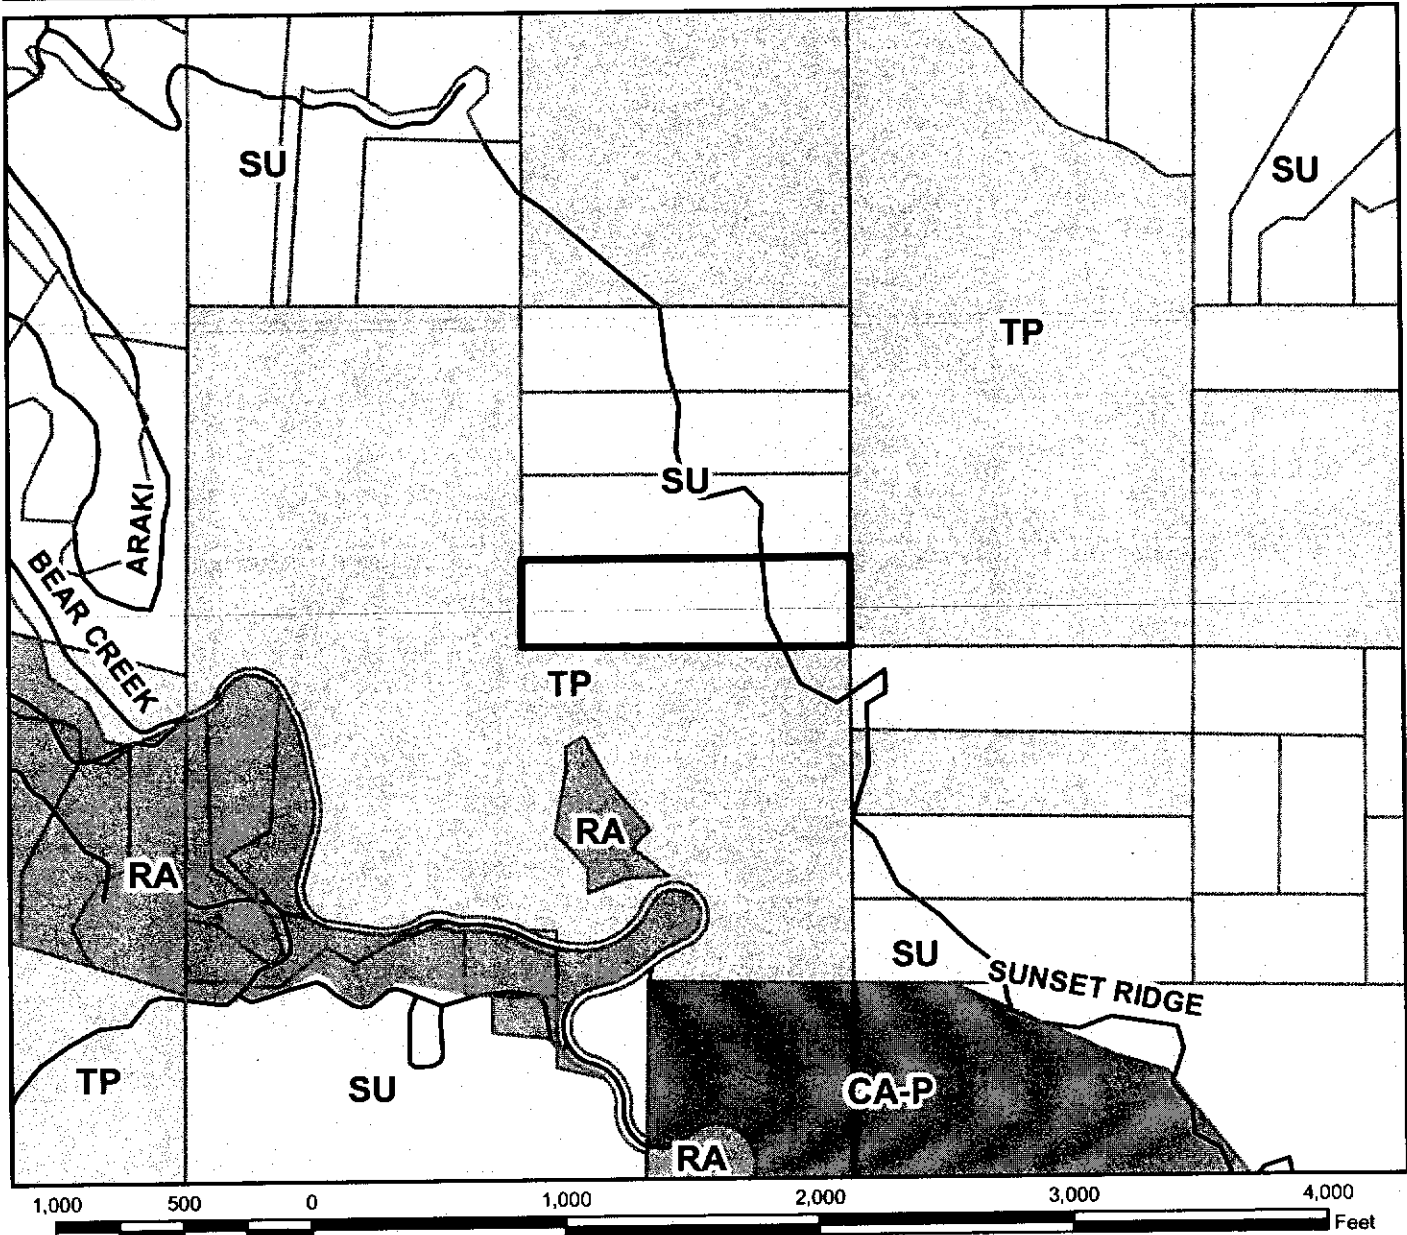 SU
SU
TP
SU
ARAKI
BEAR CREEK
TP
RA
RA
SU
SUNSET RIDGE
TP
SU
CA-P
RA
1,000 500 0 1,000 2,000 3,000 4,000
Feet